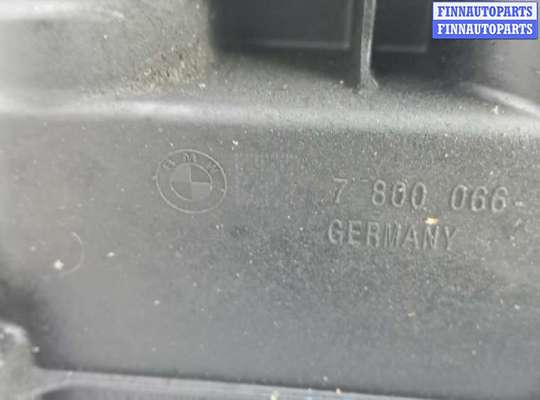 FINNAUTOPARTS
FINNAUTOPARTS
BMW
7 800 066-
GERMANY